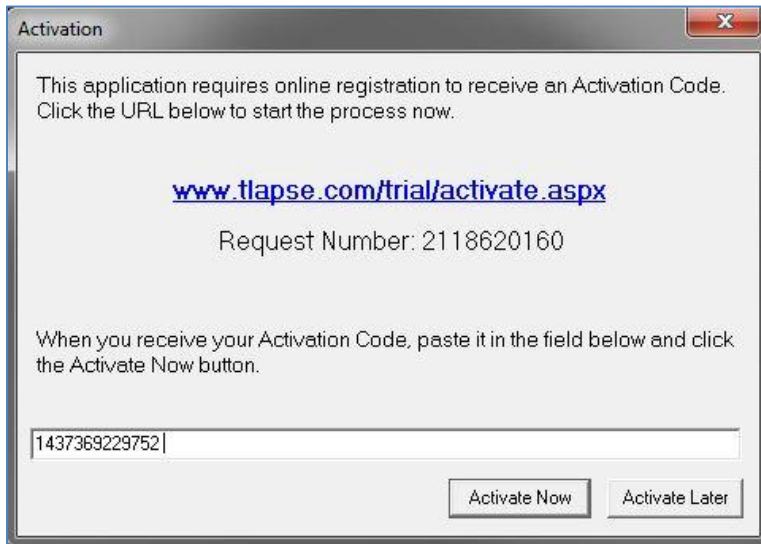 Activation
This application requires online registration to receive an Activation Code.
Click the URL below to start the process now.
www.tlapse.com/trial/activate.aspx
Request Number: 2118620160
When you receive your Activation Code, paste it in the field below and click
the Activate Now button.
1437369229752
Activate Now Activate Later